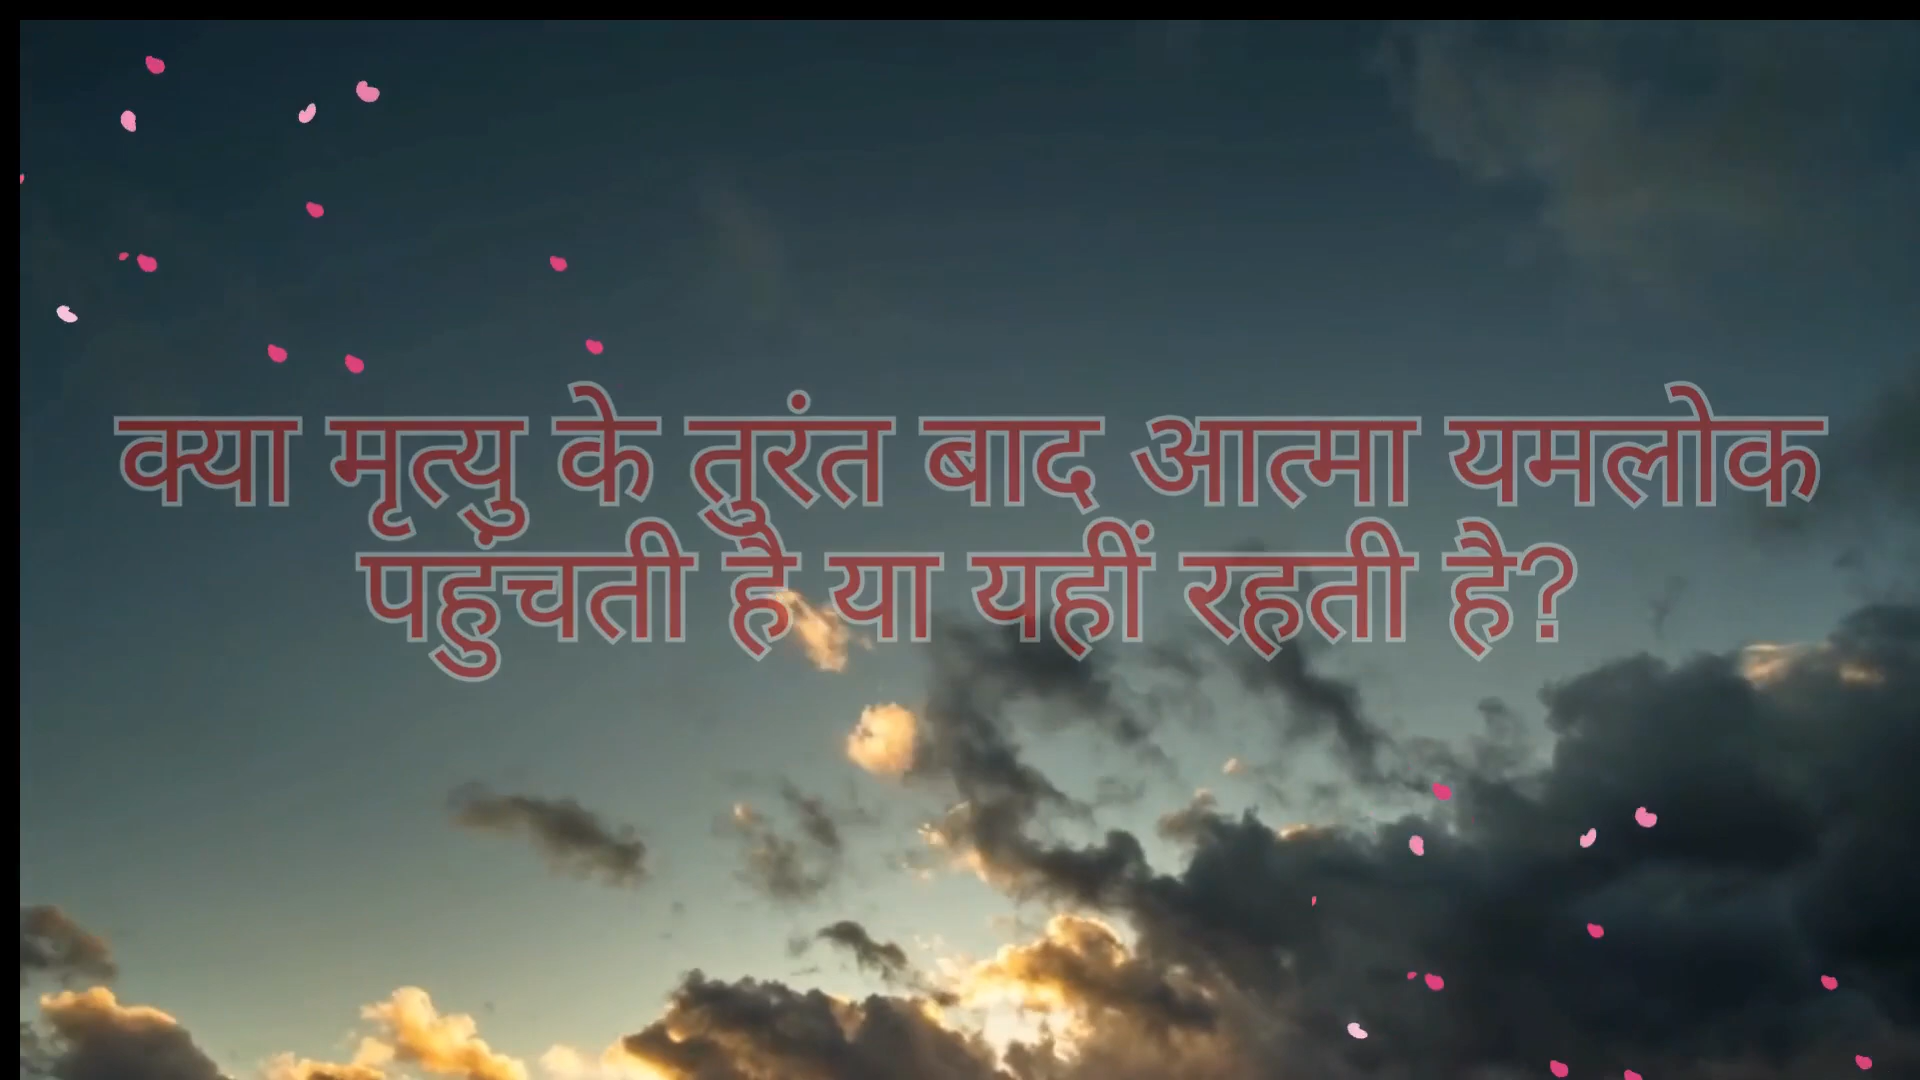 क्या मृत्यु के तुरंत बाद आत्मा यमलोक
पहुंचती है या यहीं रहती है?